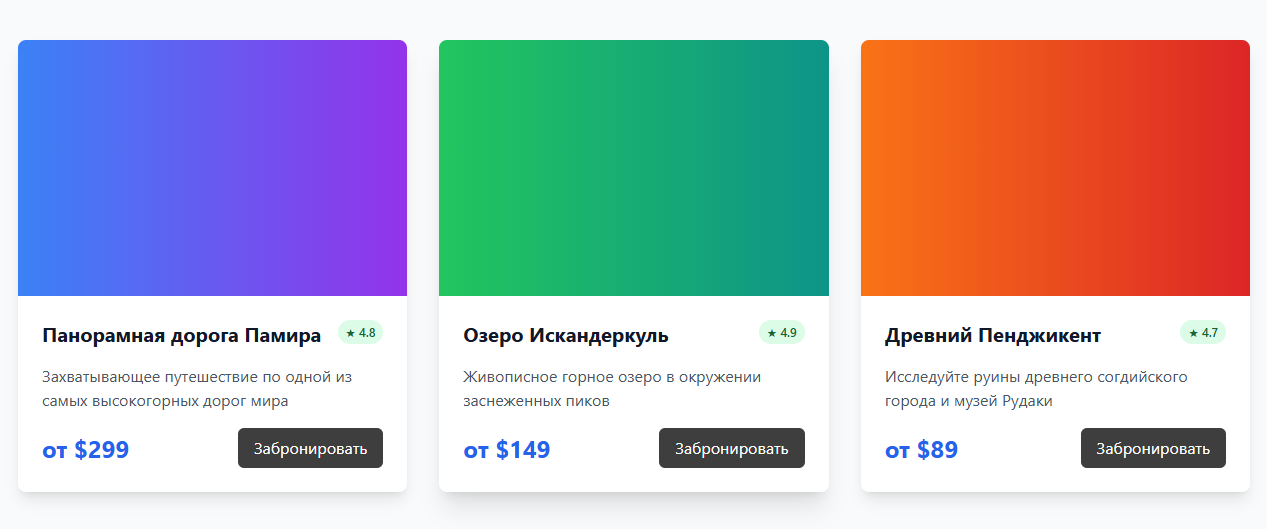 Панорамная дорога Памира
★ 4.8
Захватывающее путешествие по одной из
самых высокогорных дорог мира
от $299
Забронировать
Озеро Искандеркуль
★ 4.9
Живописное горное озеро в окружении
заснеженных пиков
от $149
Забронировать
Древний Пенджикент
★ 4.7
Исследуйте руины древнего согдийского
города и музей Рудаки
от $89
Забронировать